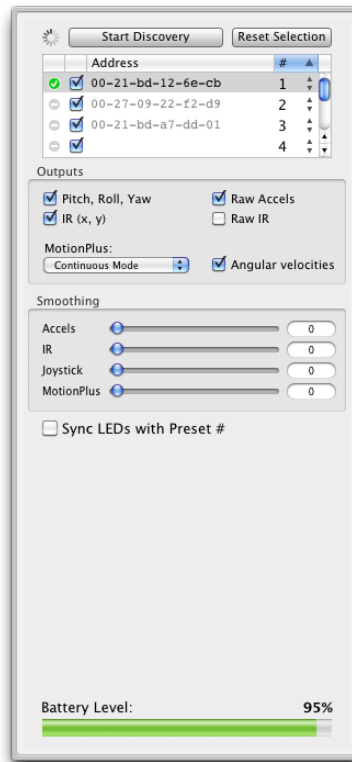 Start Discovery Reset Selection
Address #
00-21-bd-12-6e-cb 1
00-27-09-22-f2-d9 2
00-21-bd-a7-dd-01 3
4
Outputs
Pitch, Roll, Yaw Raw Accels
IR (x, y) Raw IR
MotionPlus:
Continuous Mode Angular velocities
Smoothing
Accels 0
IR 0
Joystick 0
MotionPlus 0
Sync LEDs with Preset #
Battery Level: 95%